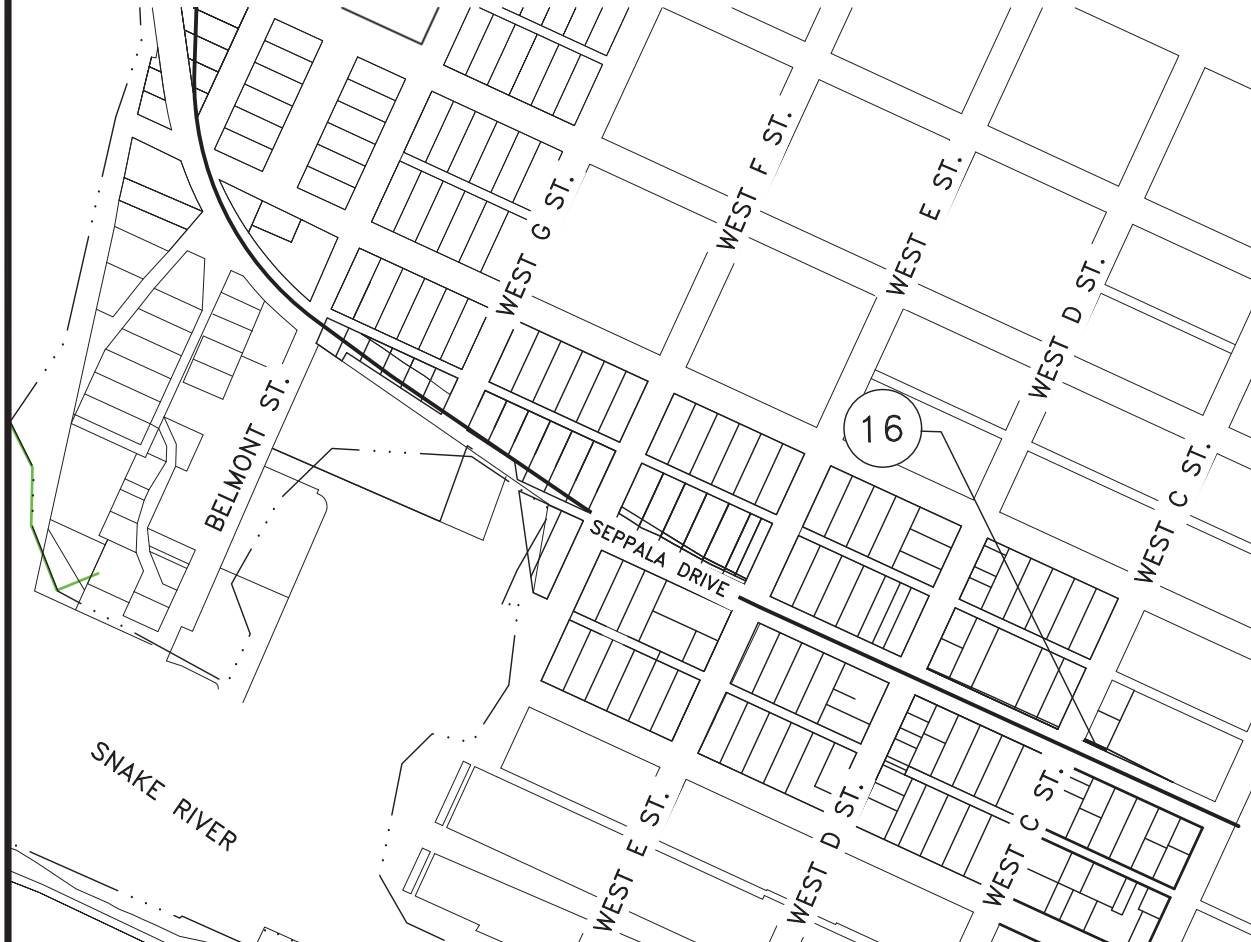 WEST F ST.
WEST E ST.
WEST G ST.
WEST D ST.
BELMONT ST.
16
WEST C ST.
SEPPALA DRIVE
SNAKE RIVER
WEST E ST.
WEST D ST.
WEST C ST.